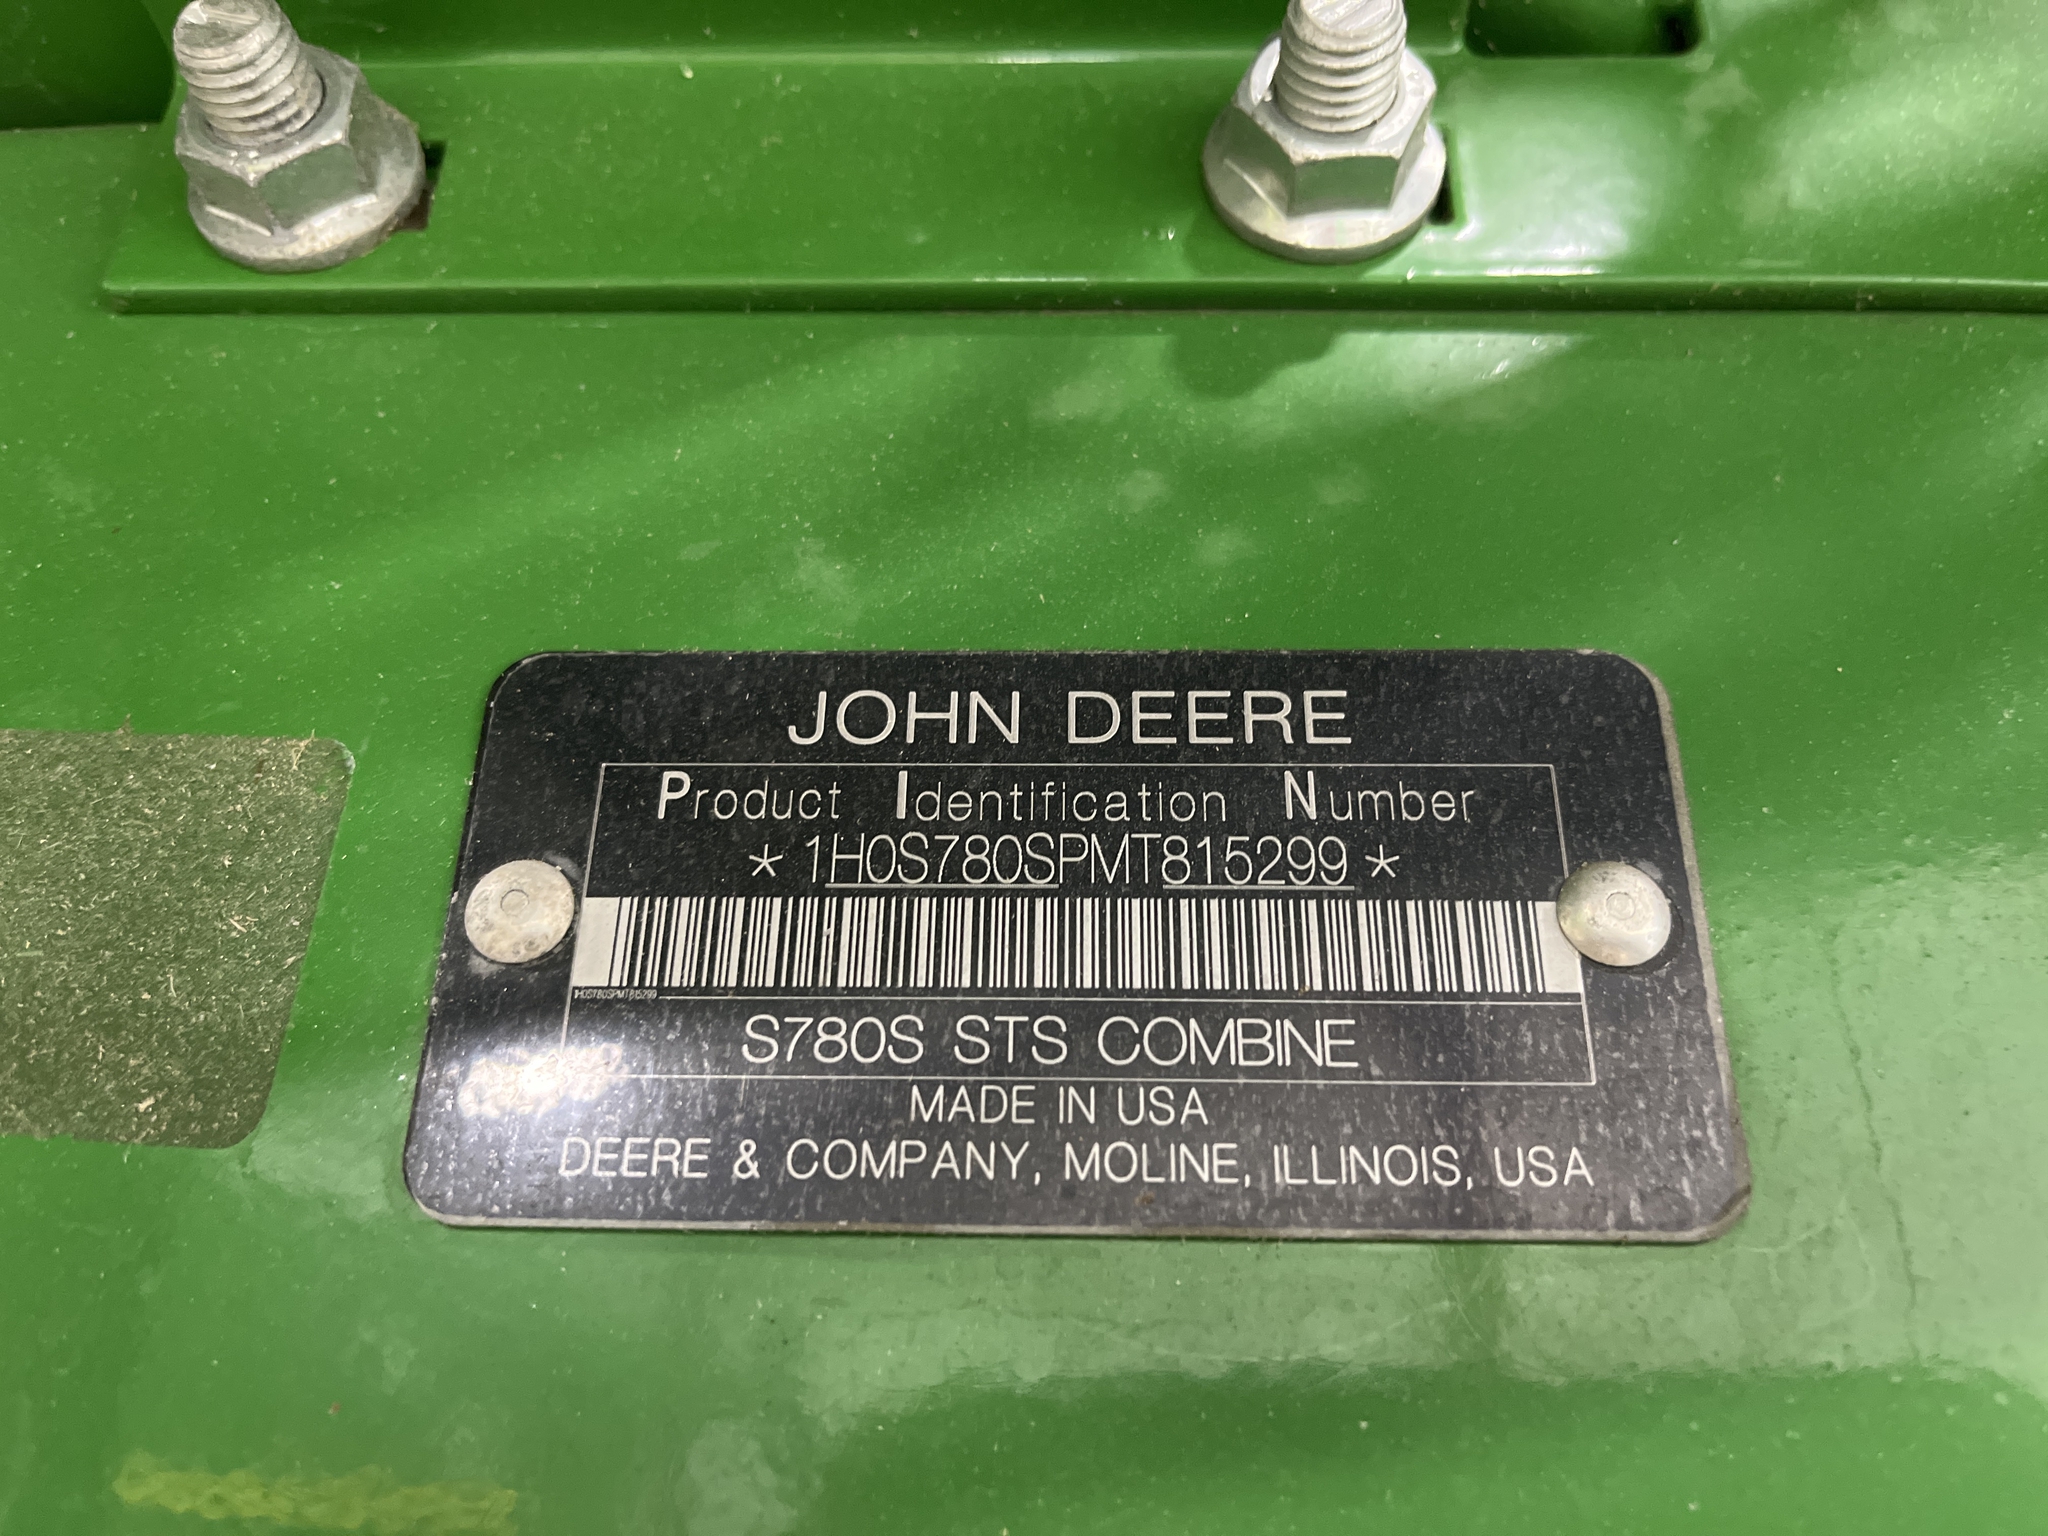 JOHN DEERE
Product Identification Number
* 1H0S780SPMT815299 *
1H0S780SPMT815299
S780S STS COMBINE
MADE IN USA
DEERE & COMPANY, MOLINE, ILLINOIS, USA